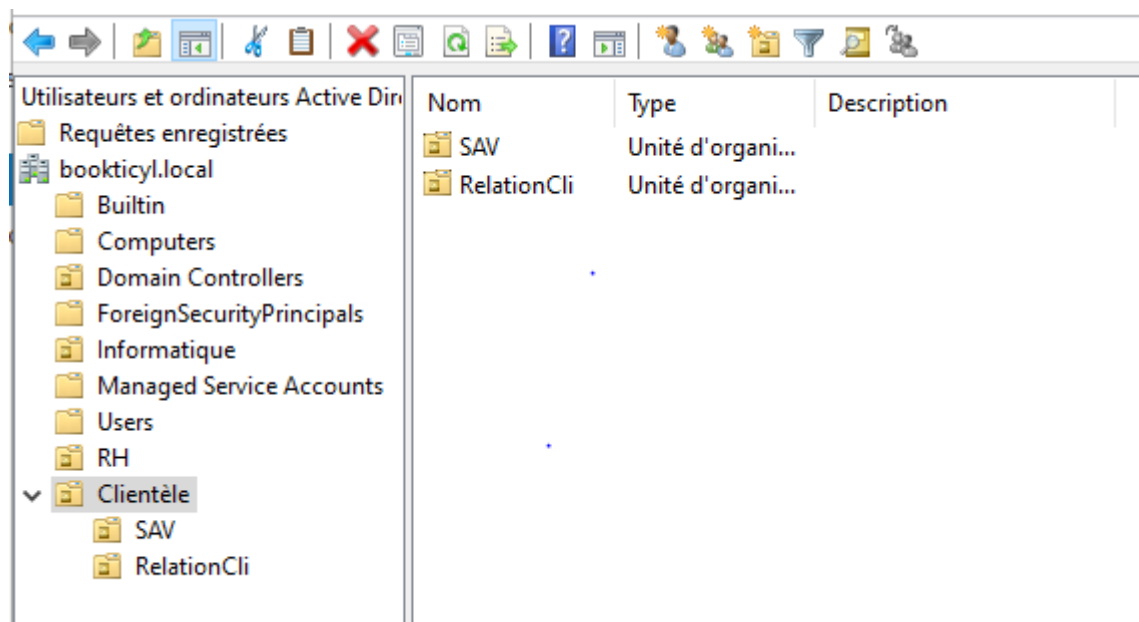 Utilisateurs et ordinateurs Active Dir
Requêtes enregistrées
bookticyl.local
Builtin
Computers
Domain Controllers
ForeignSecurityPrincipals
Informatique
Managed Service Accounts
Users
RH
Clientèle
SAV
RelationCli
Nom Type Description
SAV Unité d'organi...
RelationCli Unité d'organi...